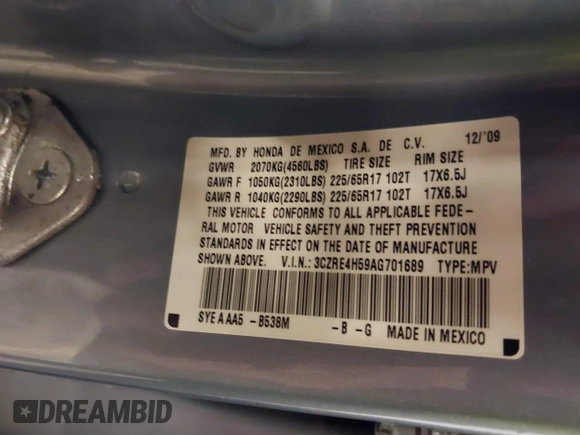 MFD. BY HONDA DE MEXICO S.A. DE C.V. 12/'09
GVWR 2070KG(4560LBS) TIRE SIZE RIM SIZE
GAWR F 1050KG(2310LBS) 225/65R17 102T 17X6.5J
GAWR R 1040KG(2290LBS) 225/65R17 102T 17X6.5J
THIS VEHICLE CONFORMS TO ALL APPLICABLE FEDE-
RAL MOTOR VEHICLE SAFETY AND THEFT PREVENTION
STANDARDS IN EFFECT ON THE DATE OF MANUFACTURE
SHOWN ABOVE. V.I.N.: 3CZRE4H59AG701689 TYPE:MPV
SYE A AA5 -B538M -B -G MADE IN MEXICO
DREAMBID